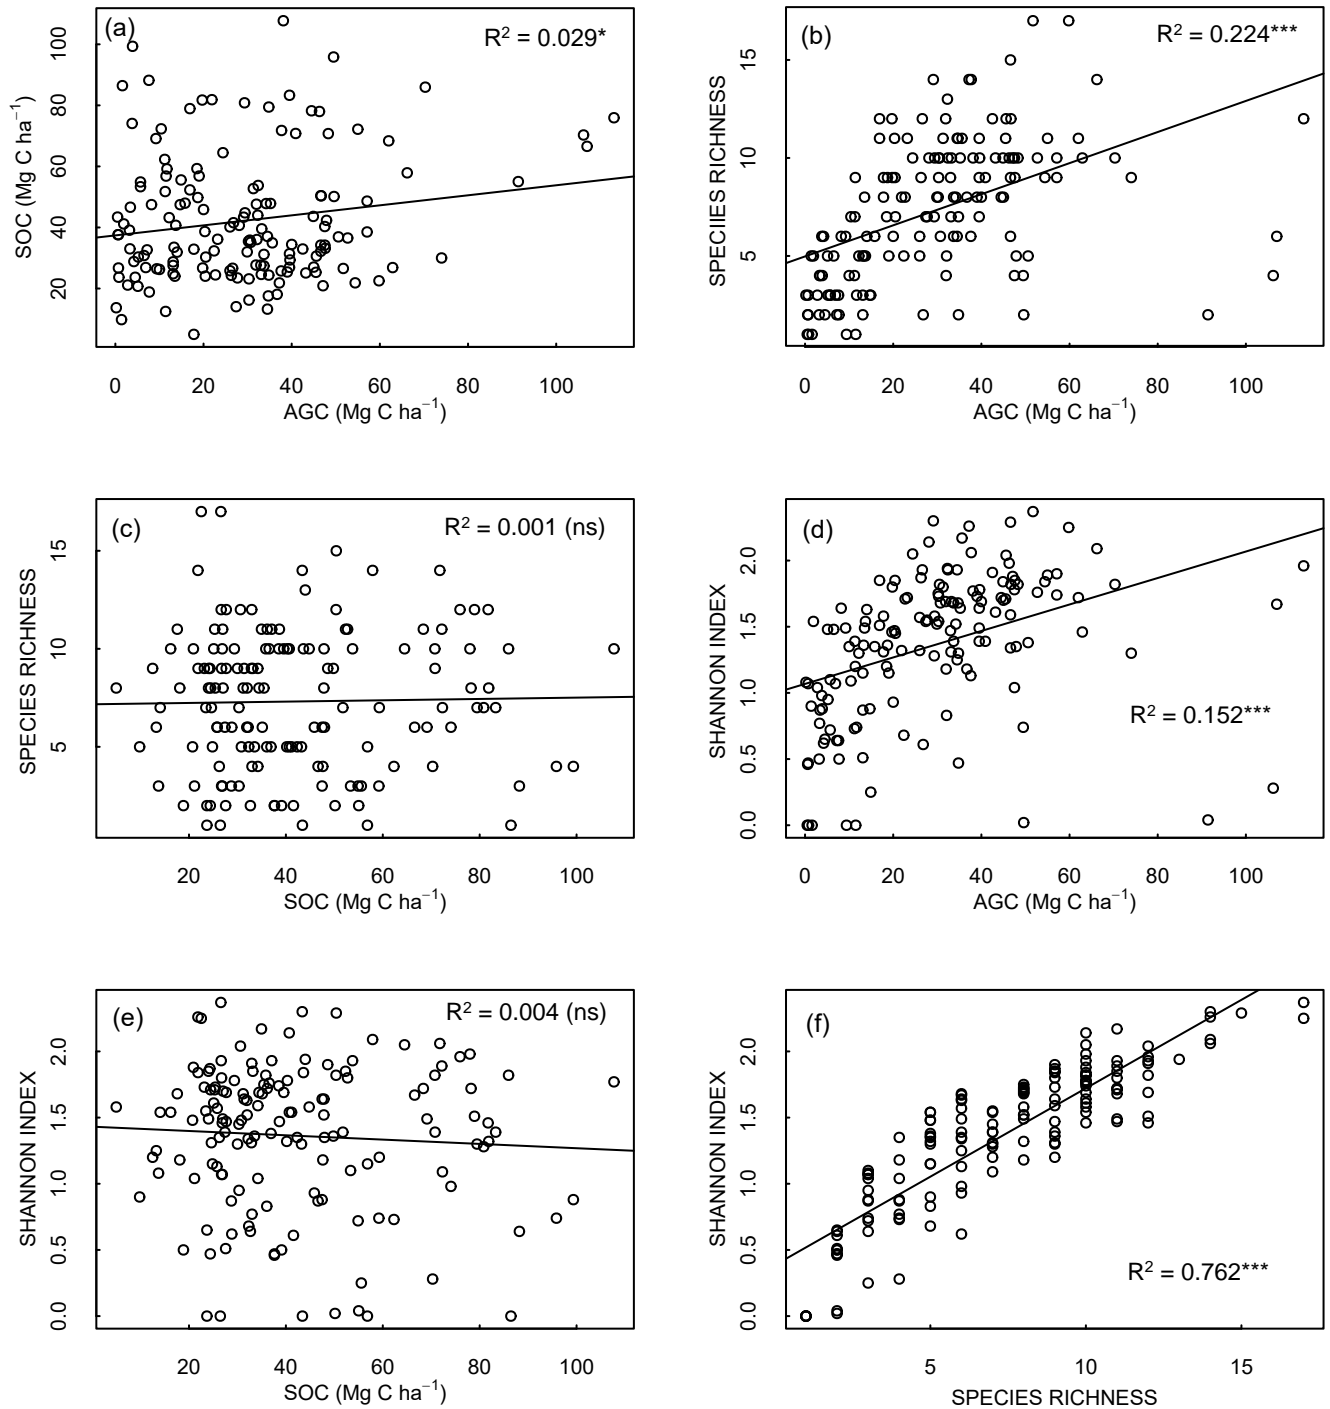 (a)
R² = 0.029*
SOC (Mg C ha⁻¹)
20 40 60 80 100
0 20 40 60 80 100
AGC (Mg C ha⁻¹)
(b)
R² = 0.224***
SPECIIES RICHNESS
5 10 15
0 20 40 60 80 100
AGC (Mg C ha⁻¹)
(c)
R² = 0.001 (ns)
SPECIES RICHNESS
5 10 15
20 40 60 80 100
SOC (Mg C ha⁻¹)
(d)
R² = 0.152***
SHANNON INDEX
0.0 0.5 1.0 1.5 2.0
0 20 40 60 80 100
AGC (Mg C ha⁻¹)
(e)
R² = 0.004 (ns)
SHANNON INDEX
0.0 0.5 1.0 1.5 2.0
20 40 60 80 100
SOC (Mg C ha⁻¹)
(f)
R² = 0.762***
SHANNON INDEX
0.0 0.5 1.0 1.5 2.0
5 10 15
SPECIES RICHNESS